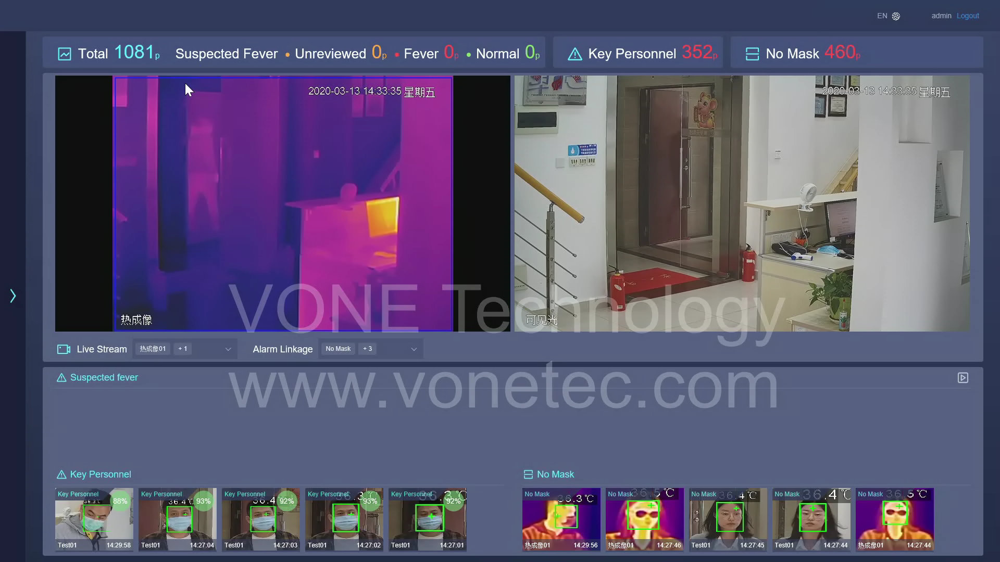 EN
admin Logout
Total 1081p Suspected Fever • Unreviewed 0p • Fever 0p • Normal 0p
Key Personnel 352p
No Mask 460p
2020-03-13 14:33:35 星期五
热成像
2020-03-13 14:33:35 星期五
可见光
VONE Technology
www.vonetec.com
Live Stream 热成像01 + 1 Alarm Linkage No Mask + 3
Suspected fever
Key Personnel
Key Personnel 88%
36.3℃
Test01 14:29:58
Key Personnel 93%
36.4℃
Test01 14:27:04
Key Personnel 92%
36.4
Test01 14:27:03
Key Personnel 93%
36.3℃
Test01 14:27:02
Key Personnel 92%
36.3℃
Test01 14:27:01
No Mask
No Mask
36.3℃
热成像01 14:29:56
No Mask
36.5℃
热成像01 14:27:46
No Mask
36.4℃
Test01 14:27:45
No Mask
36.4℃
Test01 14:27:44
No Mask
36.5℃
热成像01 14:27:44